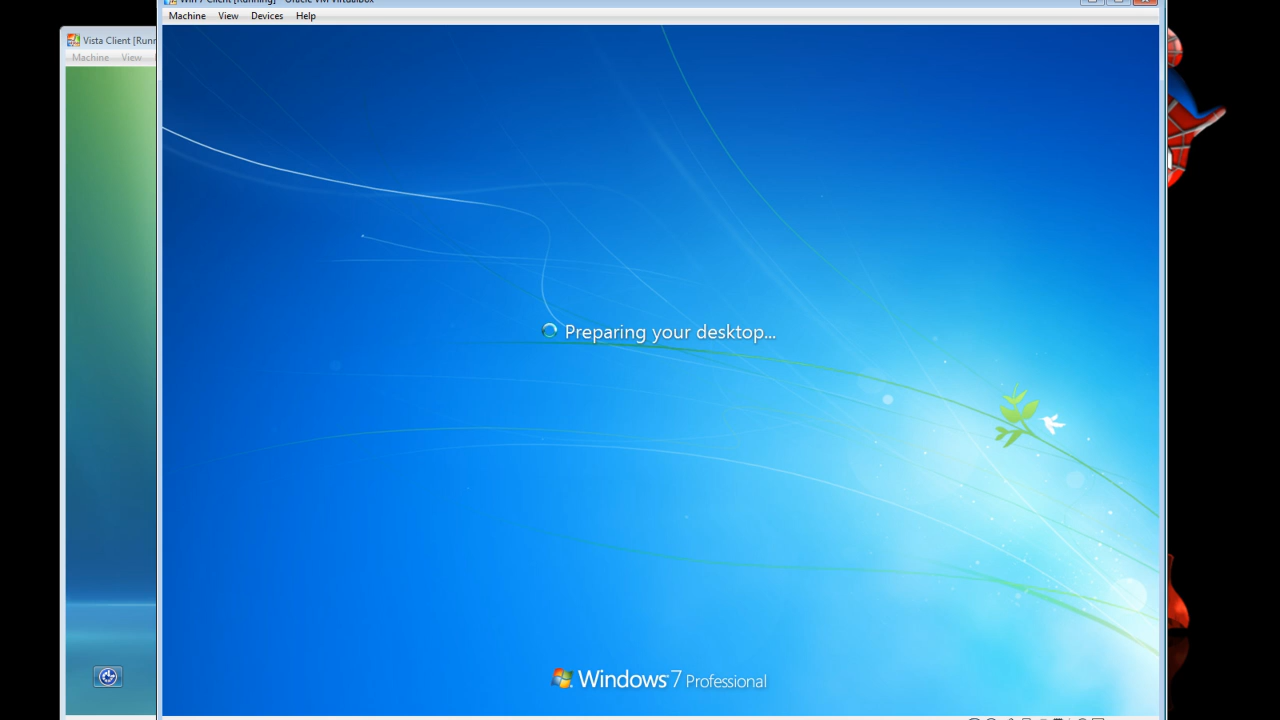 Win 7 Client [Running] - Oracle VM VirtualBox
Machine View Devices Help
Vista Client [Runn
Machine View
Preparing your desktop...
Windows 7 Professional